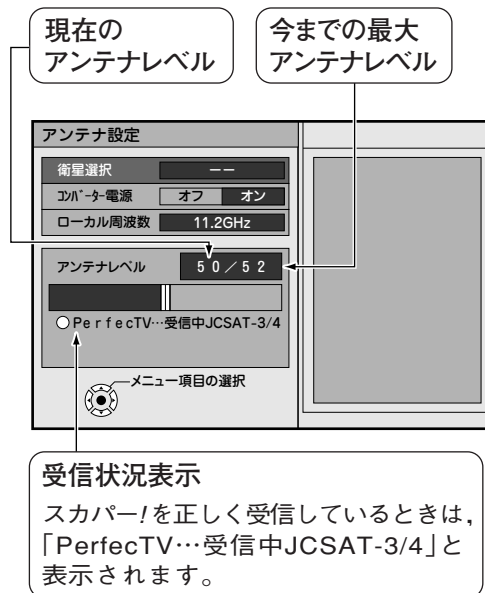 現在の
アンテナレベル
今までの最大
アンテナレベル
アンテナ設定
衛星選択 −−
コンバーター電源 オフ オン
ローカル周波数 11.2GHz
アンテナレベル 50／52
○PerfecTV…受信中JCSAT-3/4
メニュー項目の選択
受信状況表示
スカパー!を正しく受信しているときは,
「PerfecTV…受信中JCSAT-3/4」と
表示されます。